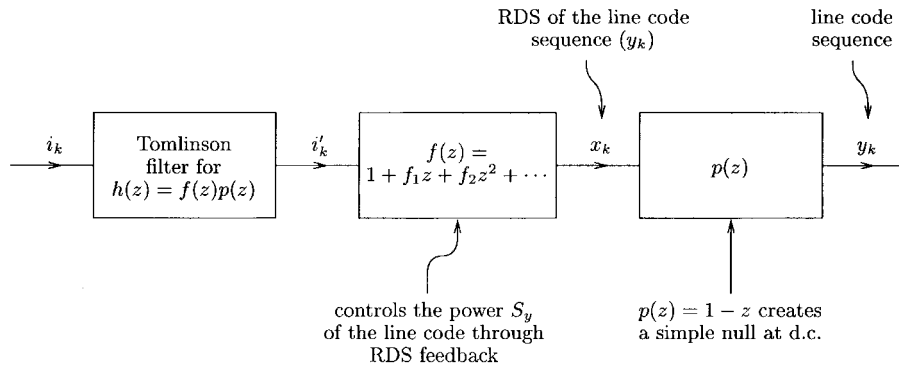 RDS of the line code
sequence (y_k)
line code
sequence
i_k
Tomlinson
filter for
h(z) = f(z)p(z)
i'_k
f(z) =
1 + f_1z + f_2z^2 + ⋯
x_k
p(z)
y_k
controls the power S_y
of the line code through
RDS feedback
p(z) = 1 − z creates
a simple null at d.c.